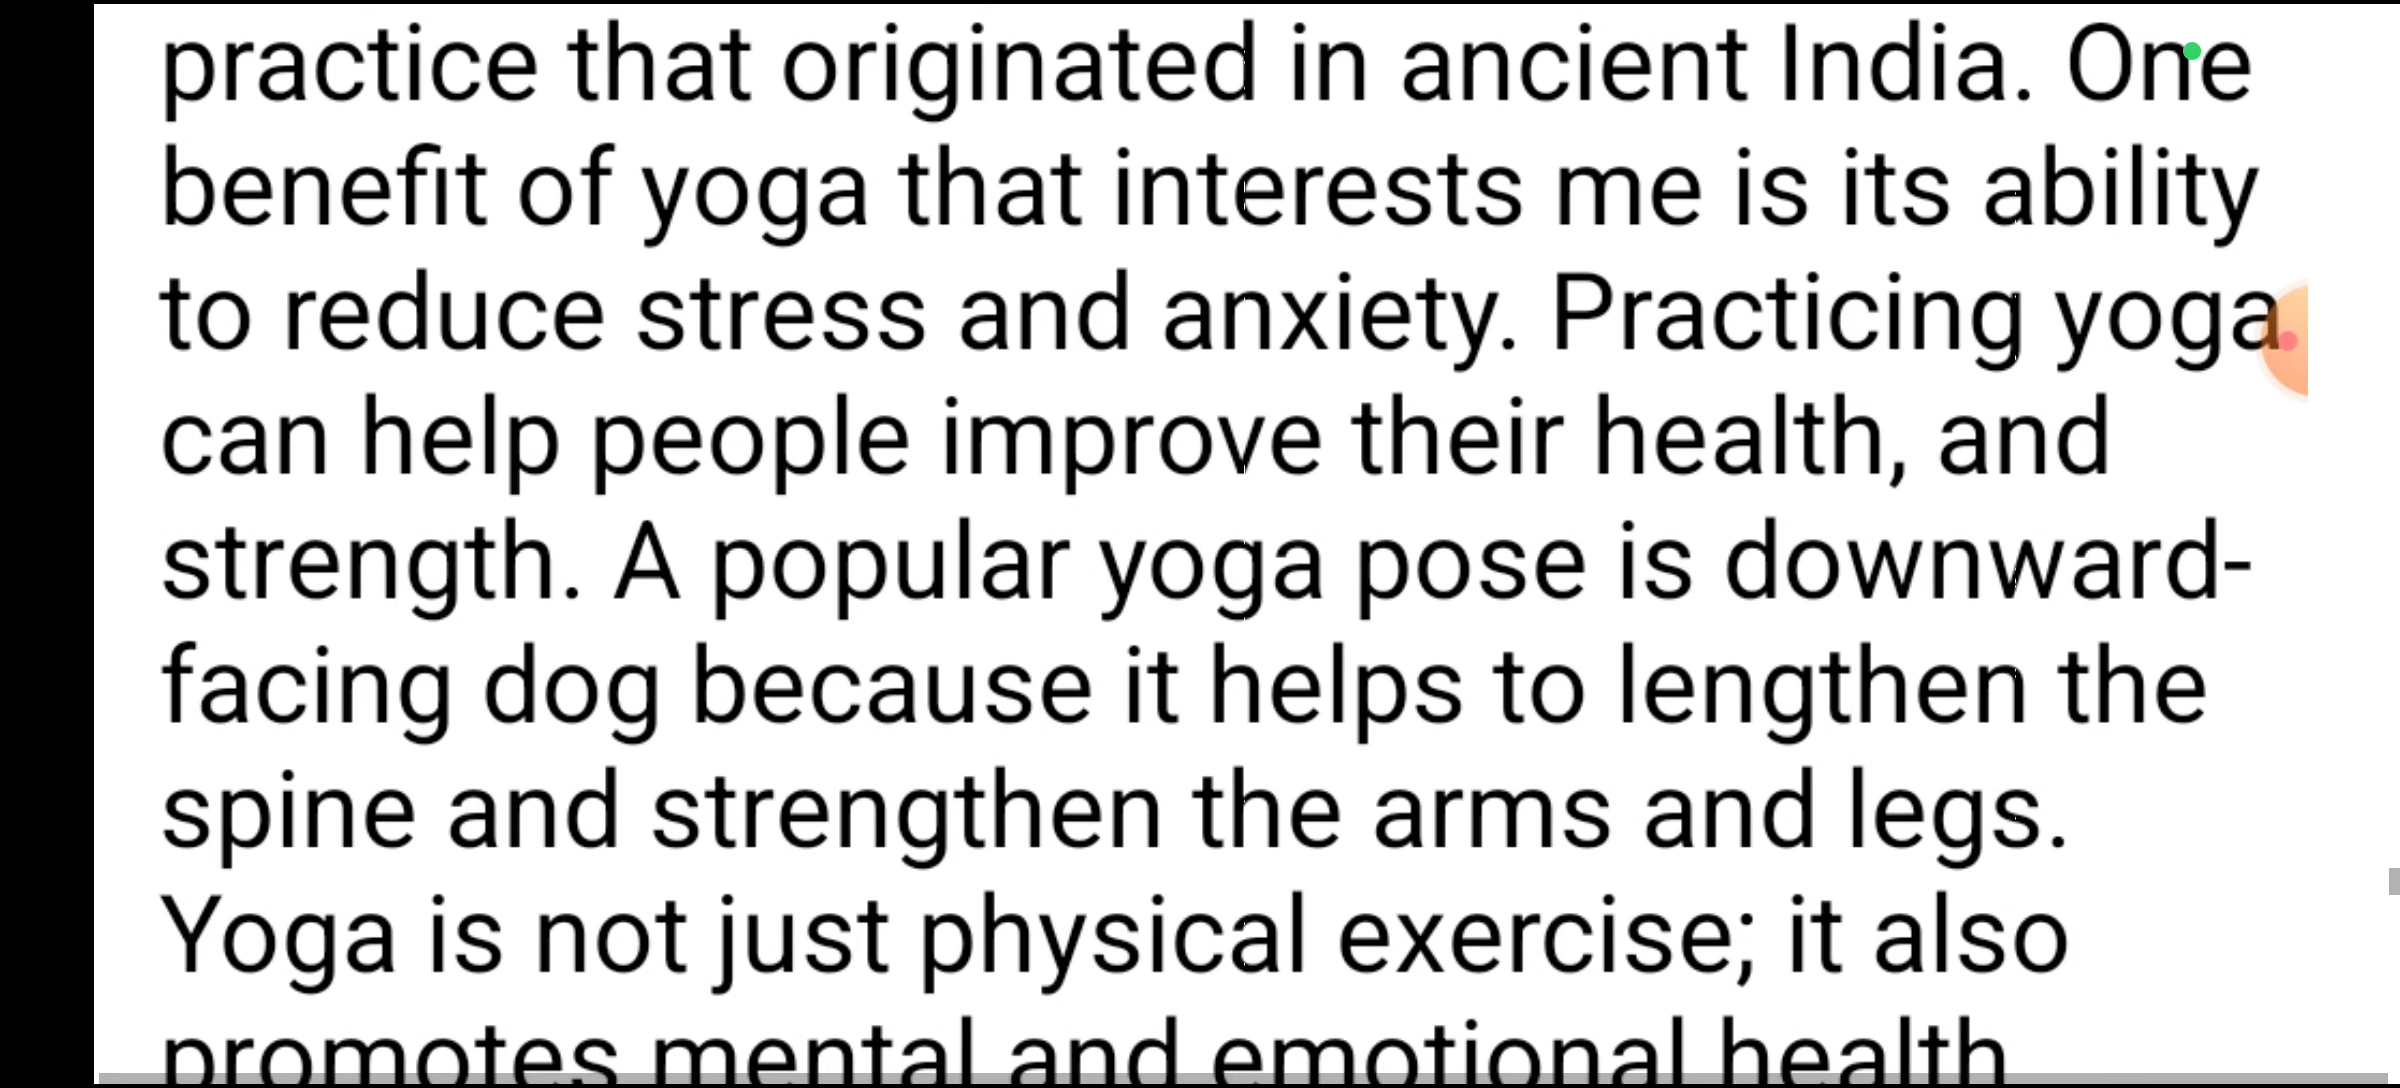 practice that originated in ancient India. One
benefit of yoga that interests me is its ability
to reduce stress and anxiety. Practicing yoga
can help people improve their health, and
strength. A popular yoga pose is downward-
facing dog because it helps to lengthen the
spine and strengthen the arms and legs.
Yoga is not just physical exercise; it also
promotes mental and emotional health